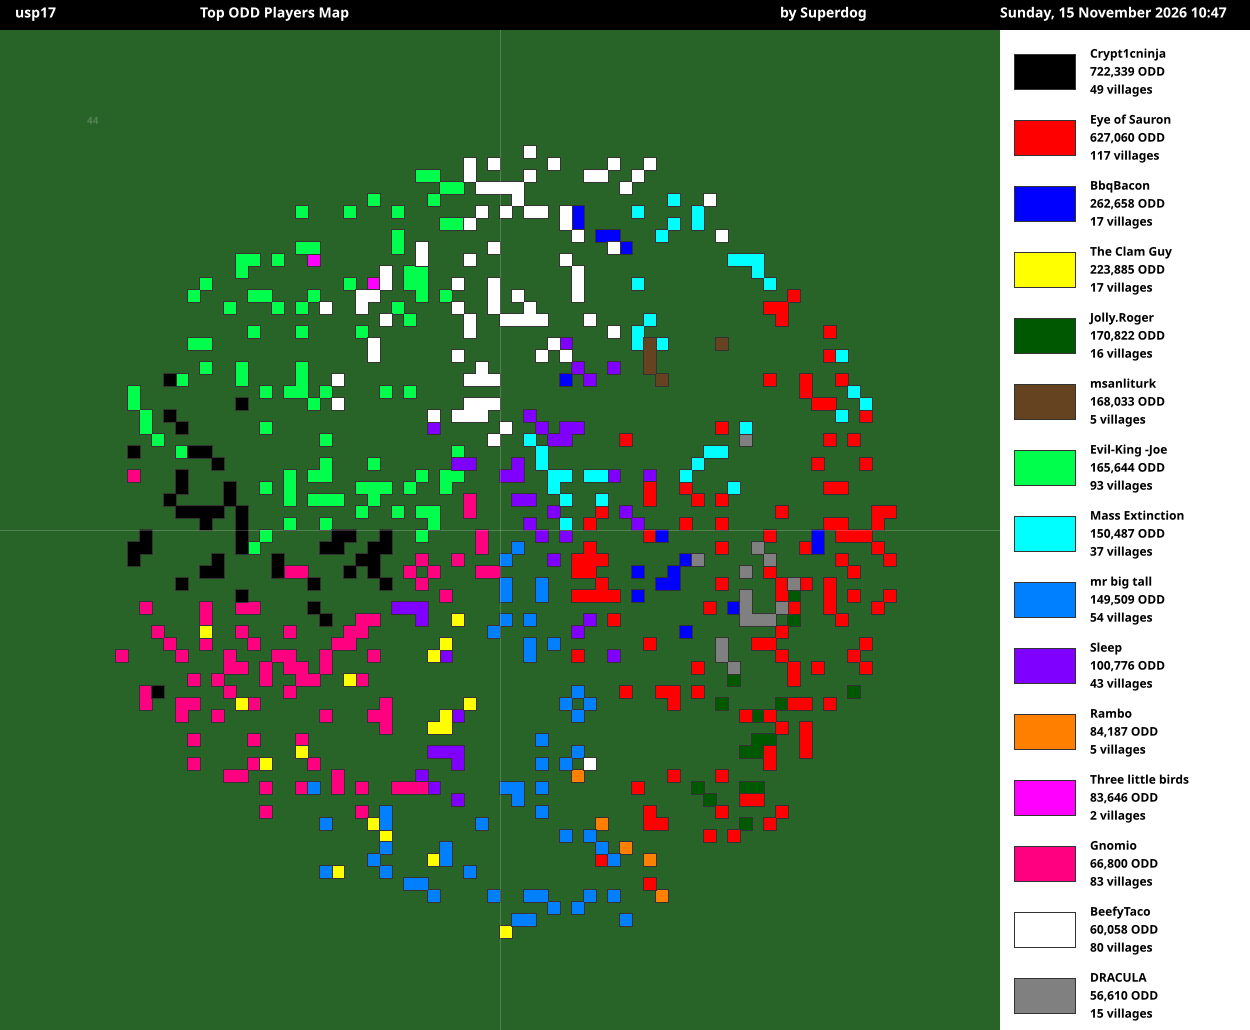 usp17 Top ODD Players Map by Superdog Sunday, 15 November 2026 10:47
44
Crypt1cninja
722,339 ODD
49 villages
Eye of Sauron
627,060 ODD
117 villages
BbqBacon
262,658 ODD
17 villages
The Clam Guy
223,885 ODD
17 villages
Jolly.Roger
170,822 ODD
16 villages
msanliturk
168,033 ODD
5 villages
Evil-King -Joe
165,644 ODD
93 villages
Mass Extinction
150,487 ODD
37 villages
mr big tall
149,509 ODD
54 villages
Sleep
100,776 ODD
43 villages
Rambo
84,187 ODD
5 villages
Three little birds
83,646 ODD
2 villages
Gnomio
66,800 ODD
83 villages
BeefyTaco
60,058 ODD
80 villages
DRACULA
56,610 ODD
15 villages